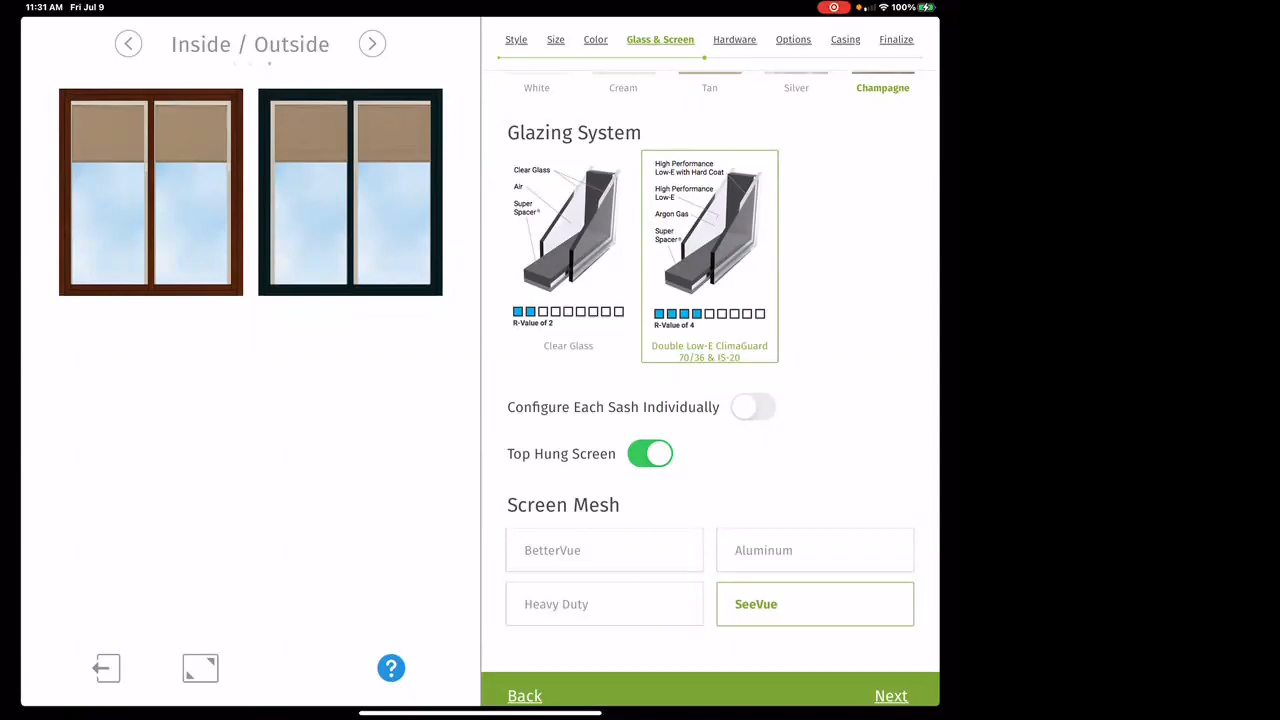 11:31 AM Fri Jul 9
100%
Inside / Outside
Style Size Color Glass & Screen Hardware Options Casing Finalize
White Cream Tan Silver Champagne
Glazing System
Clear Glass
Air
Super
Spacer®
R-Value of 2
Clear Glass
High Performance
Low-E with Hard Coat
High Performance
Low-E
Argon Gas
Super
Spacer®
R-Value of 4
Double Low-E ClimaGuard
70/36 & IS-20
Configure Each Sash Individually
Top Hung Screen
Screen Mesh
BetterVue Aluminum
Heavy Duty SeeVue
?
Back Next